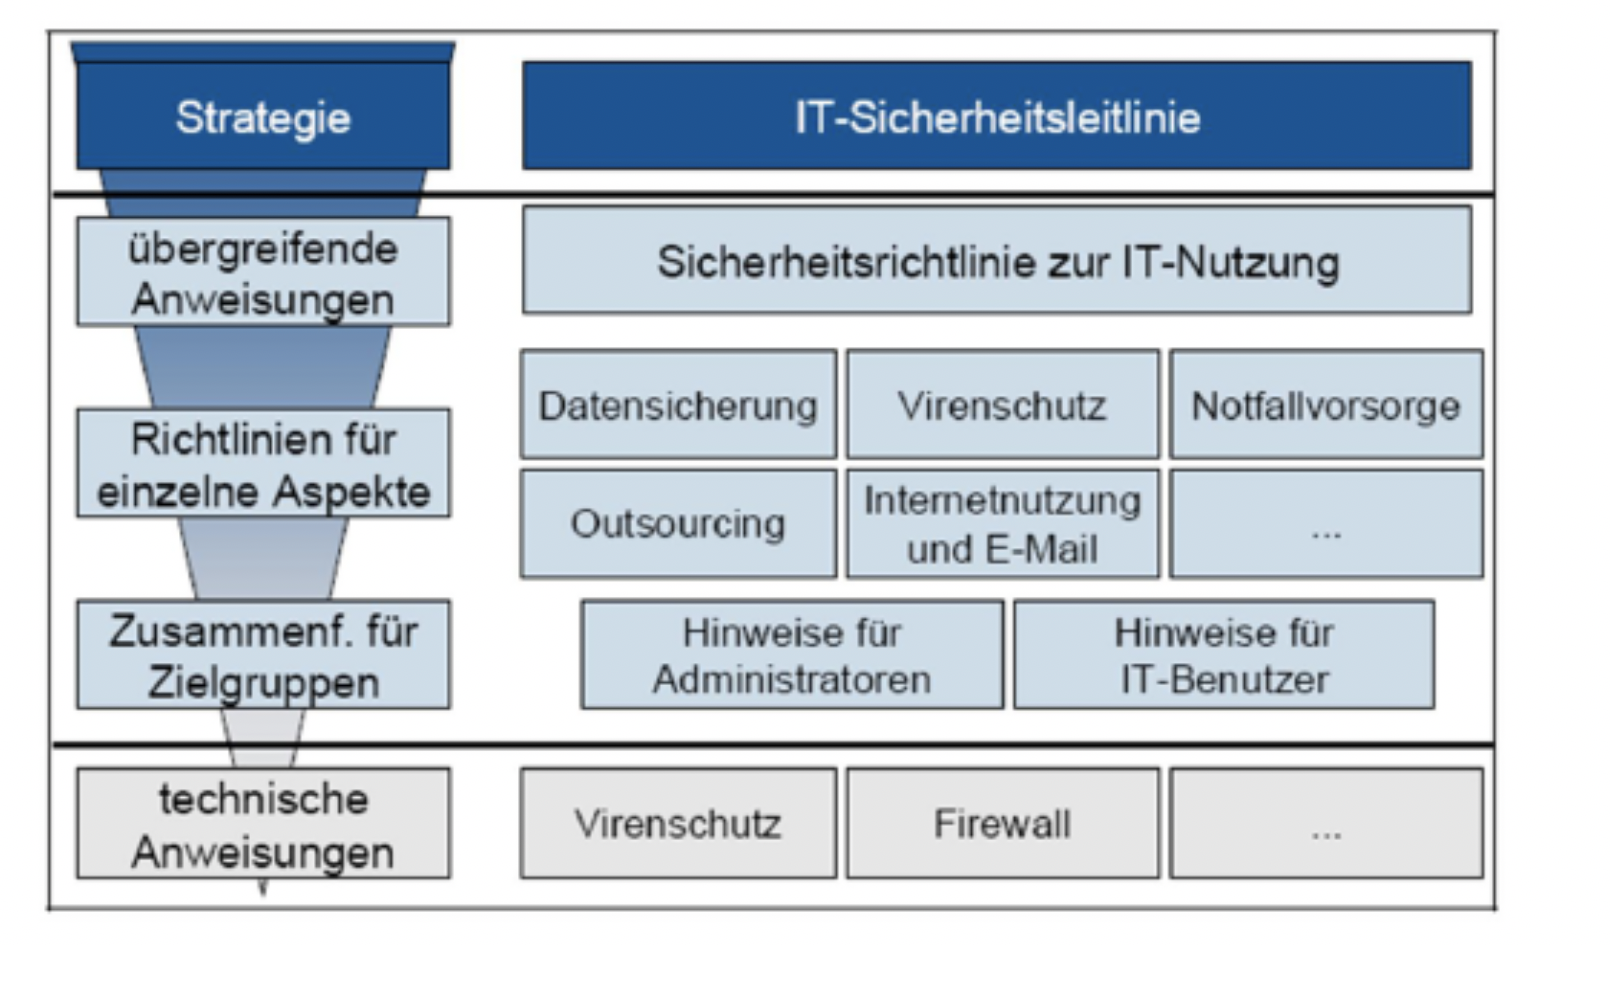 Strategie
IT-Sicherheitsleitlinie
übergreifende
Anweisungen
Sicherheitsrichtlinie zur IT-Nutzung
Richtlinien für
einzelne Aspekte
Datensicherung
Virenschutz
Notfallvorsorge
Outsourcing
Internetnutzung
und E-Mail
...
Zusammenf. für
Zielgruppen
Hinweise für
Administratoren
Hinweise für
IT-Benutzer
technische
Anweisungen
Virenschutz
Firewall
...